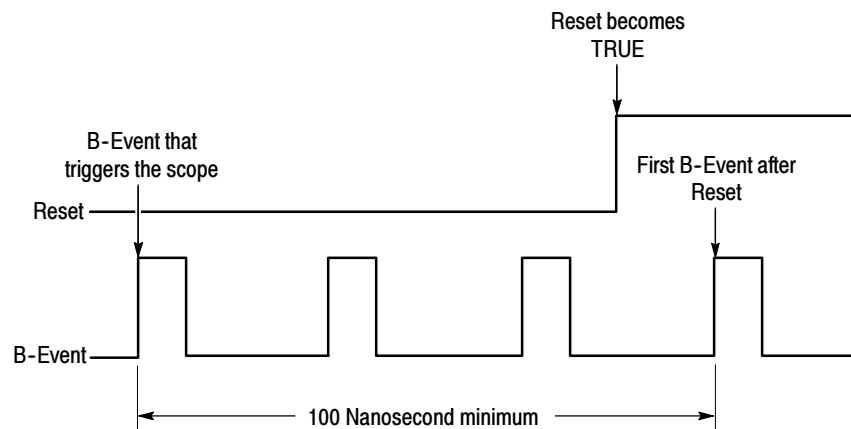 Reset becomes
TRUE
B-Event that
triggers the scope
First B-Event after
Reset
Reset
B-Event
100 Nanosecond minimum